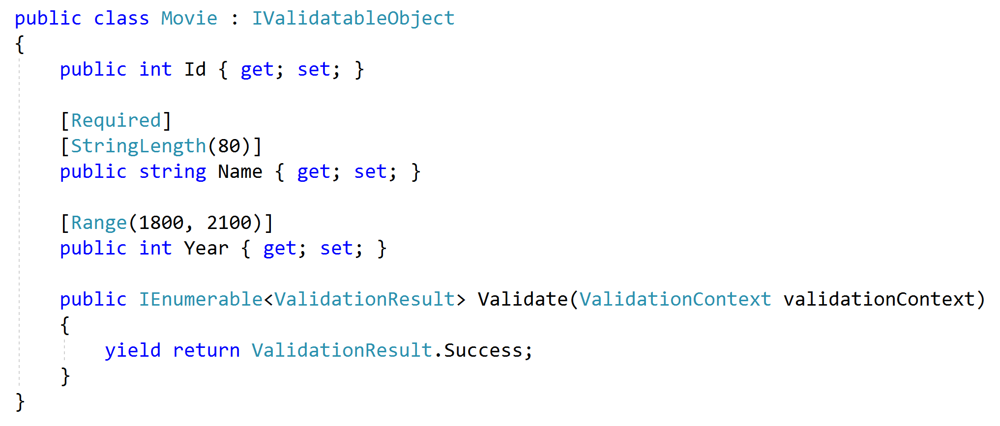 public class Movie : IValidatableObject
{
    public int Id { get; set; }

    [Required]
    [StringLength(80)]
    public string Name { get; set; }

    [Range(1800, 2100)]
    public int Year { get; set; }

    public IEnumerable<ValidationResult> Validate(ValidationContext validationContext)
    {
        yield return ValidationResult.Success;
    }
}